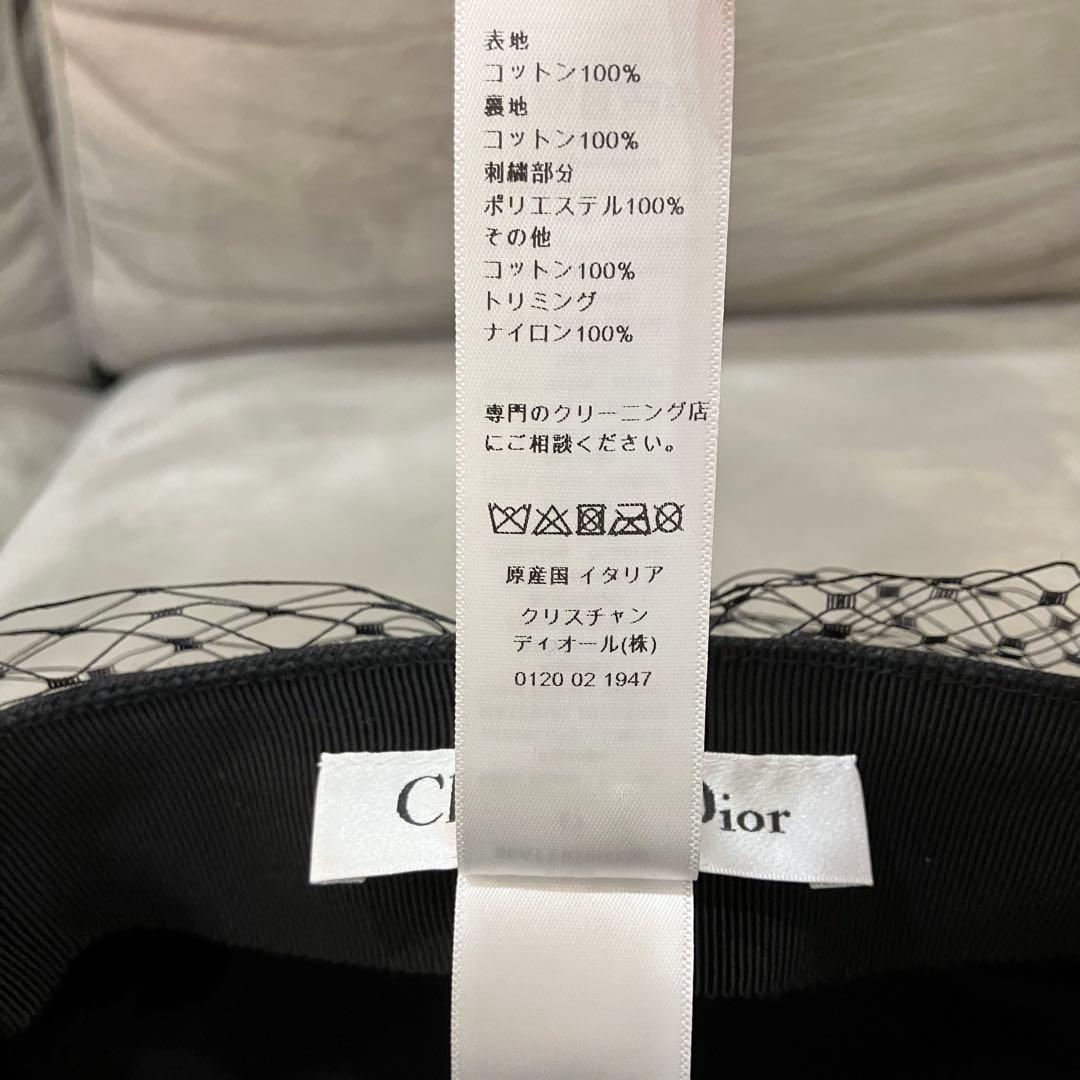 表地
コットン100%
裏地
コットン100%
刺繍部分
ポリエステル100%
その他
コットン100%
トリミング
ナイロン100%
専門のクリーニング店
にご相談ください。
原産国 イタリア
クリスチャン
ディオール(株)
0120 02 1947
Dior